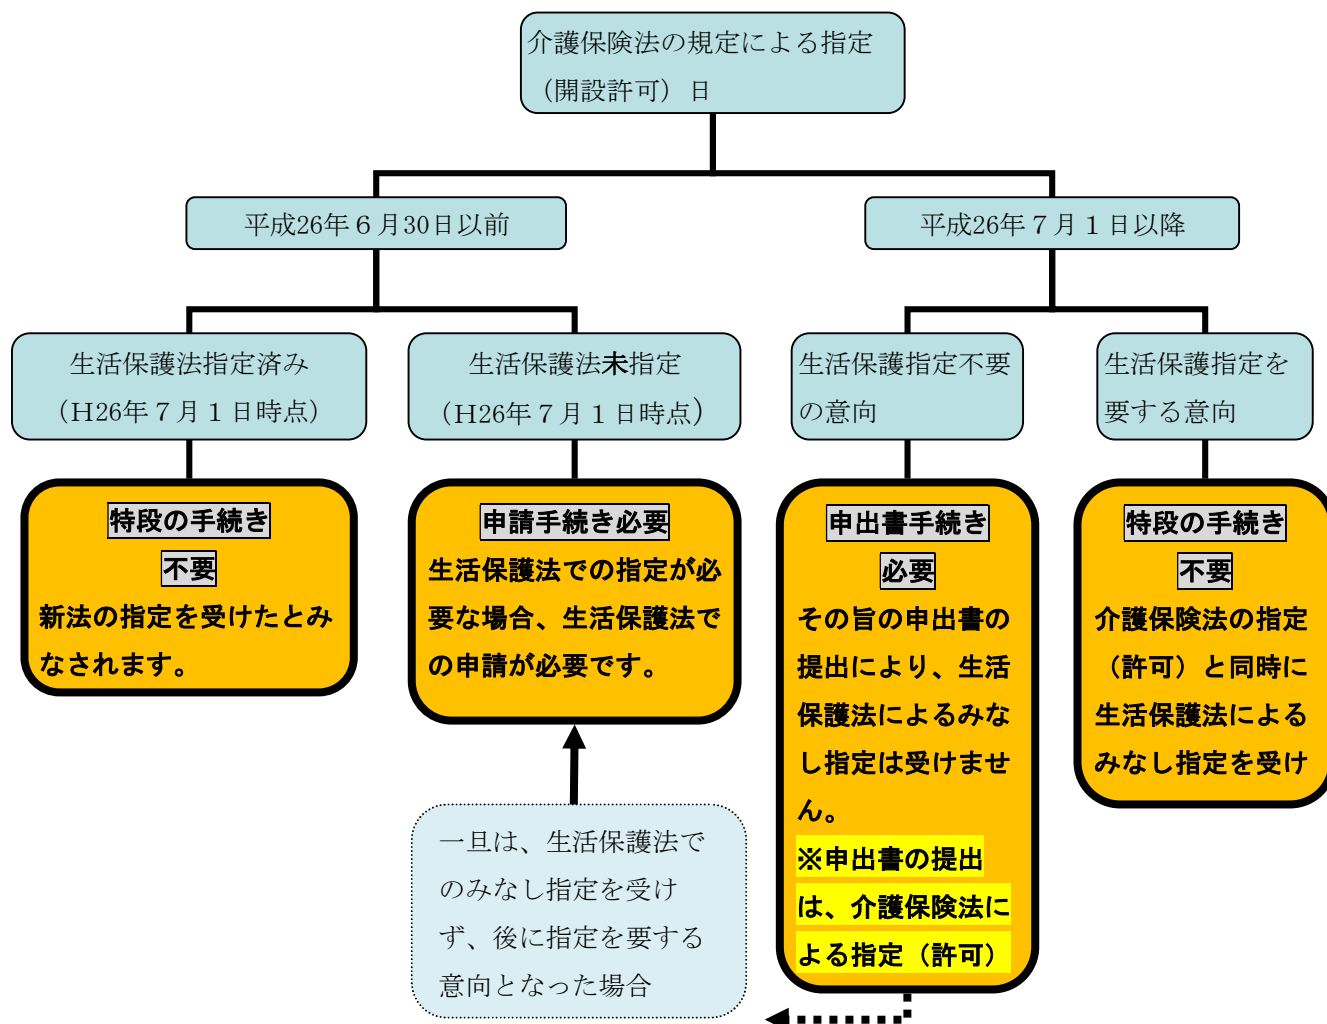 介護保険法の規定による指定
（開設許可）日
平成26年６月30日以前
平成26年７月１日以降
生活保護法指定済み
（H26年７月１日時点）
生活保護法未指定
（H26年７月１日時点）
生活保護指定不要
の意向
生活保護指定を
要する意向
特段の手続き
不要
新法の指定を受けたとみ
なされます。
申請手続き必要
生活保護法での指定が必
要な場合、生活保護法で
の申請が必要です。
申出書手続き
必要
その旨の申出書の
提出により、生活
保護法によるみな
し指定は受けませ
ん。
※申出書の提出
は、介護保険法に
よる指定（許可）
特段の手続き
不要
介護保険法の指定
（許可）と同時に
生活保護法による
みなし指定を受け
一旦は、生活保護法で
のみなし指定を受け
ず、後に指定を要する
意向となった場合